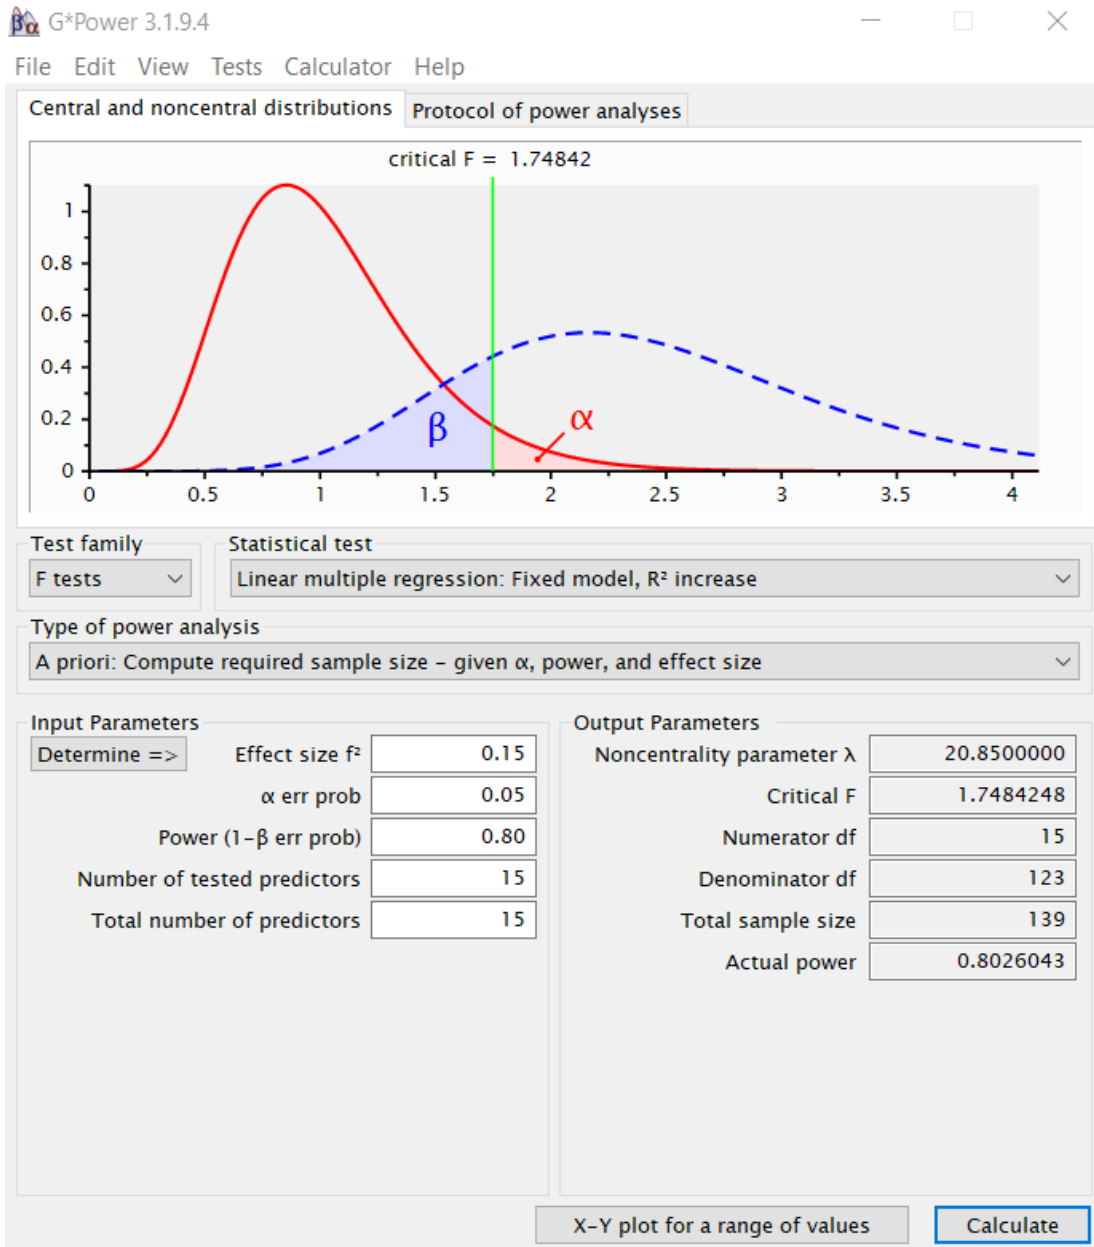 G*Power 3.1.9.4
File Edit View Tests Calculator Help
Central and noncentral distributions Protocol of power analyses
critical F = 1.74842
1
0.8
0.6
0.4
0.2
0
β
α
0 0.5 1 1.5 2 2.5 3 3.5 4
Test family Statistical test
F tests Linear multiple regression: Fixed model, R² increase
Type of power analysis
A priori: Compute required sample size – given α, power, and effect size
Input Parameters
Determine => Effect size f² 0.15
α err prob 0.05
Power (1–β err prob) 0.80
Number of tested predictors 15
Total number of predictors 15
Output Parameters
Noncentrality parameter λ 20.8500000
Critical F 1.7484248
Numerator df 15
Denominator df 123
Total sample size 139
Actual power 0.8026043
X–Y plot for a range of values Calculate